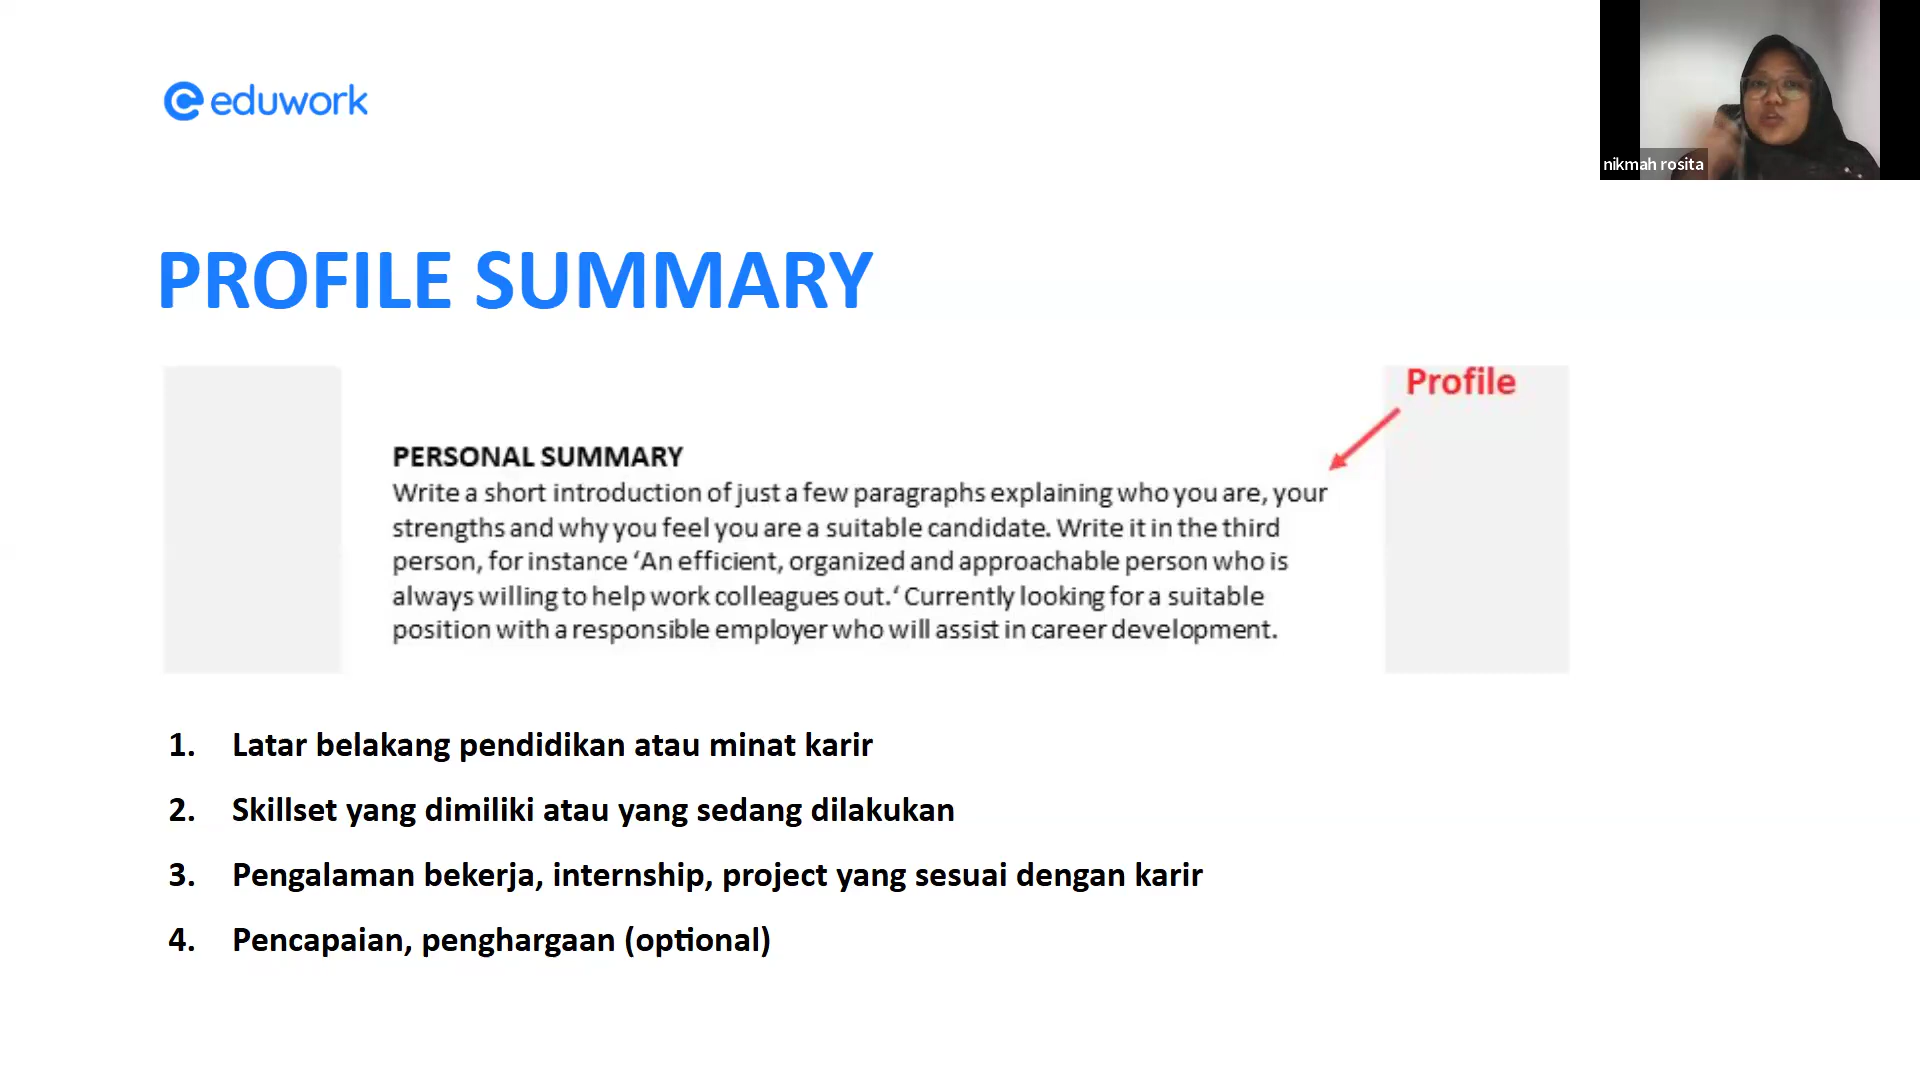 eduwork
nikmah rosita
PROFILE SUMMARY
Profile
PERSONAL SUMMARY
Write a short introduction of just a few paragraphs explaining who you are, your
strengths and why you feel you are a suitable candidate. Write it in the third
person, for instance ‘An efficient, organized and approachable person who is
always willing to help work colleagues out.‘ Currently looking for a suitable
position with a responsible employer who will assist in career development.
1. Latar belakang pendidikan atau minat karir
2. Skillset yang dimiliki atau yang sedang dilakukan
3. Pengalaman bekerja, internship, project yang sesuai dengan karir
4. Pencapaian, penghargaan (optional)